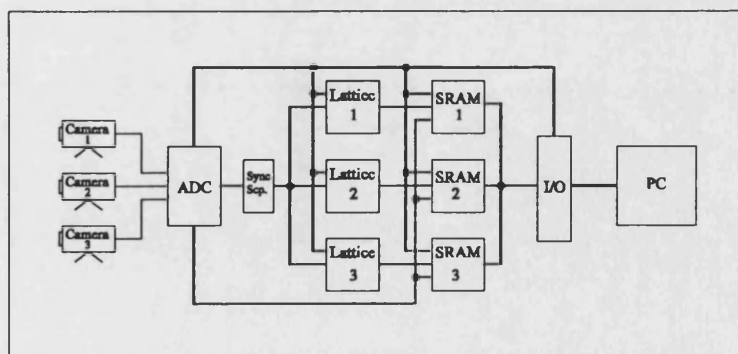 Camera
1
Camera
2
Camera
3
ADC
Sync
Sep.
Lattice
1
Lattice
2
Lattice
3
SRAM
1
SRAM
2
SRAM
3
I/O
PC